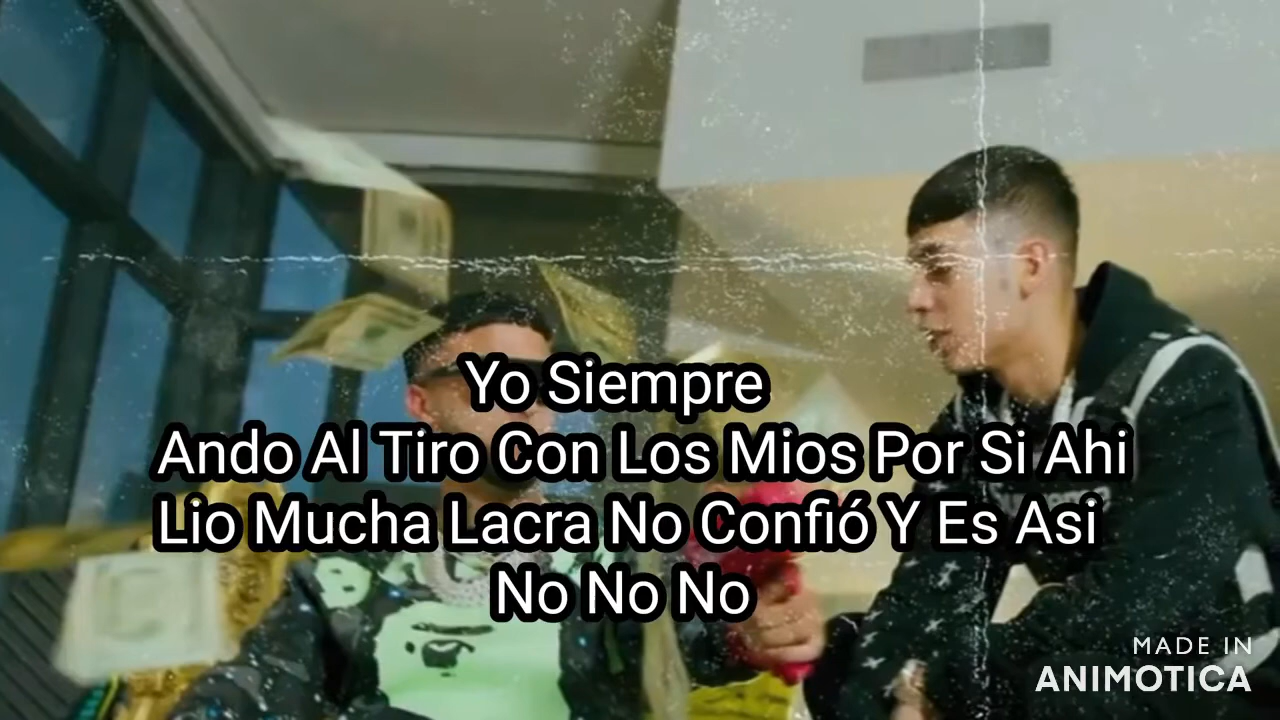 Yo Siempre
Ando Al Tiro Con Los Mios Por Si Ahi
Lio Mucha Lacra No Confió Y Es Asi
No No No
MADE IN
ANIMOTICA